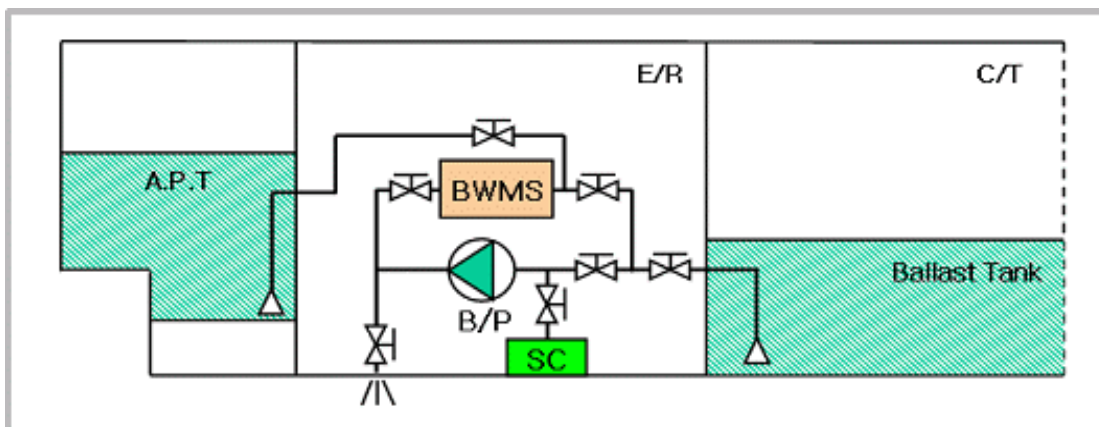 E/R
C/T
A.P.T
BWMS
Ballast Tank
B/P
SC